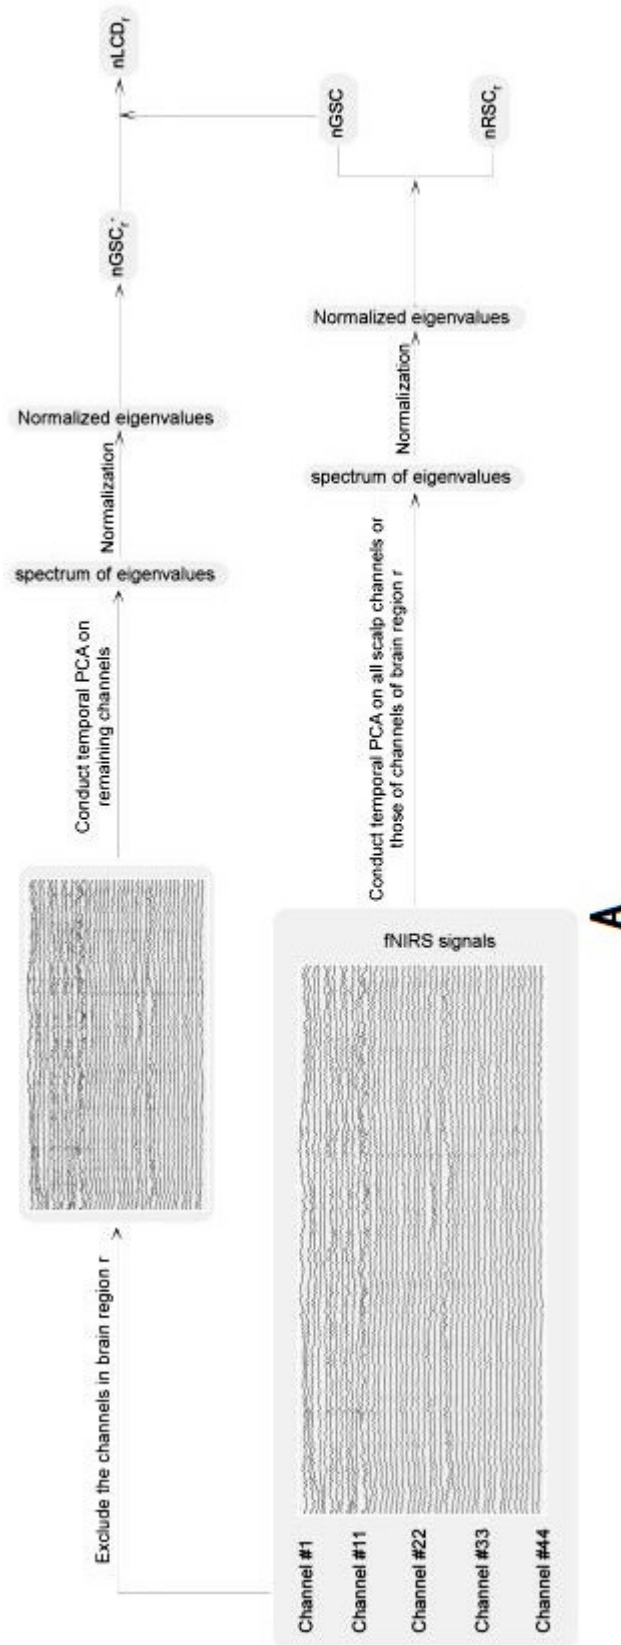 A
fNIRS signals
Channel #1
Channel #11
Channel #22
Channel #33
Channel #44
Exclude the channels in brain region r
Conduct temporal PCA on
remaining channels
spectrum of eigenvalues
Normalization
Normalized eigenvalues
nGSCr-
nLCDr
Conduct temporal PCA on all scalp channels or
those of channels of brain region r
spectrum of eigenvalues
Normalization
Normalized eigenvalues
nGSC
nRSCr